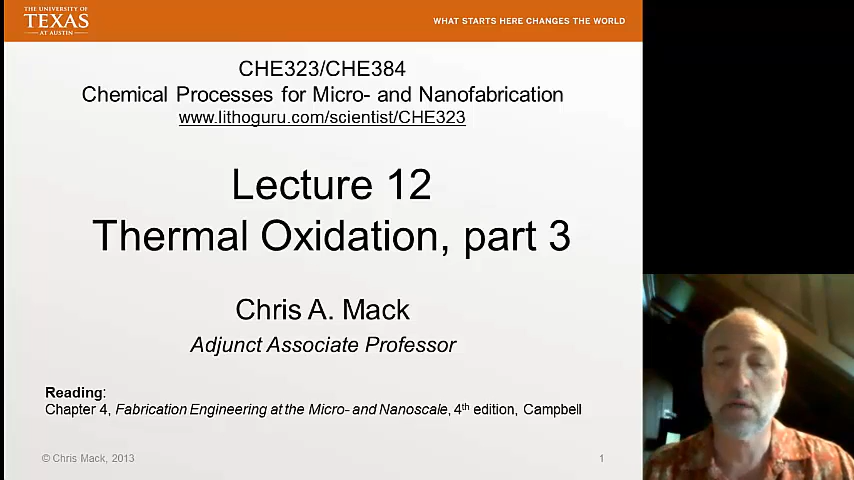 THE UNIVERSITY OF
TEXAS
AT AUSTIN
WHAT STARTS HERE CHANGES THE WORLD
CHE323/CHE384
Chemical Processes for Micro- and Nanofabrication
www.lithoguru.com/scientist/CHE323
Lecture 12
Thermal Oxidation, part 3
Chris A. Mack
Adjunct Associate Professor
Reading:
Chapter 4, Fabrication Engineering at the Micro- and Nanoscale, 4th edition, Campbell
© Chris Mack, 2013
1